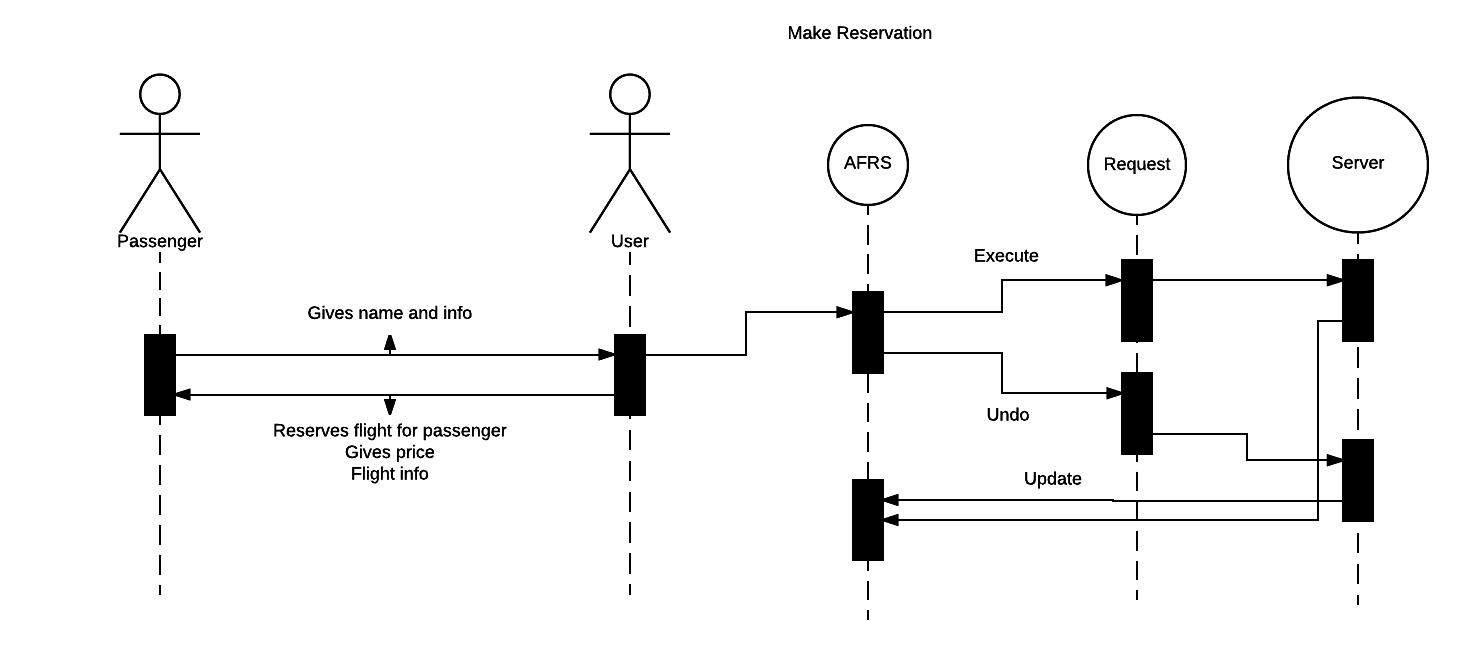 Make Reservation
AFRS
Request
Server
Passenger
User
Execute
Gives name and info
Undo
Reserves flight for passenger
Gives price
Flight info
Update